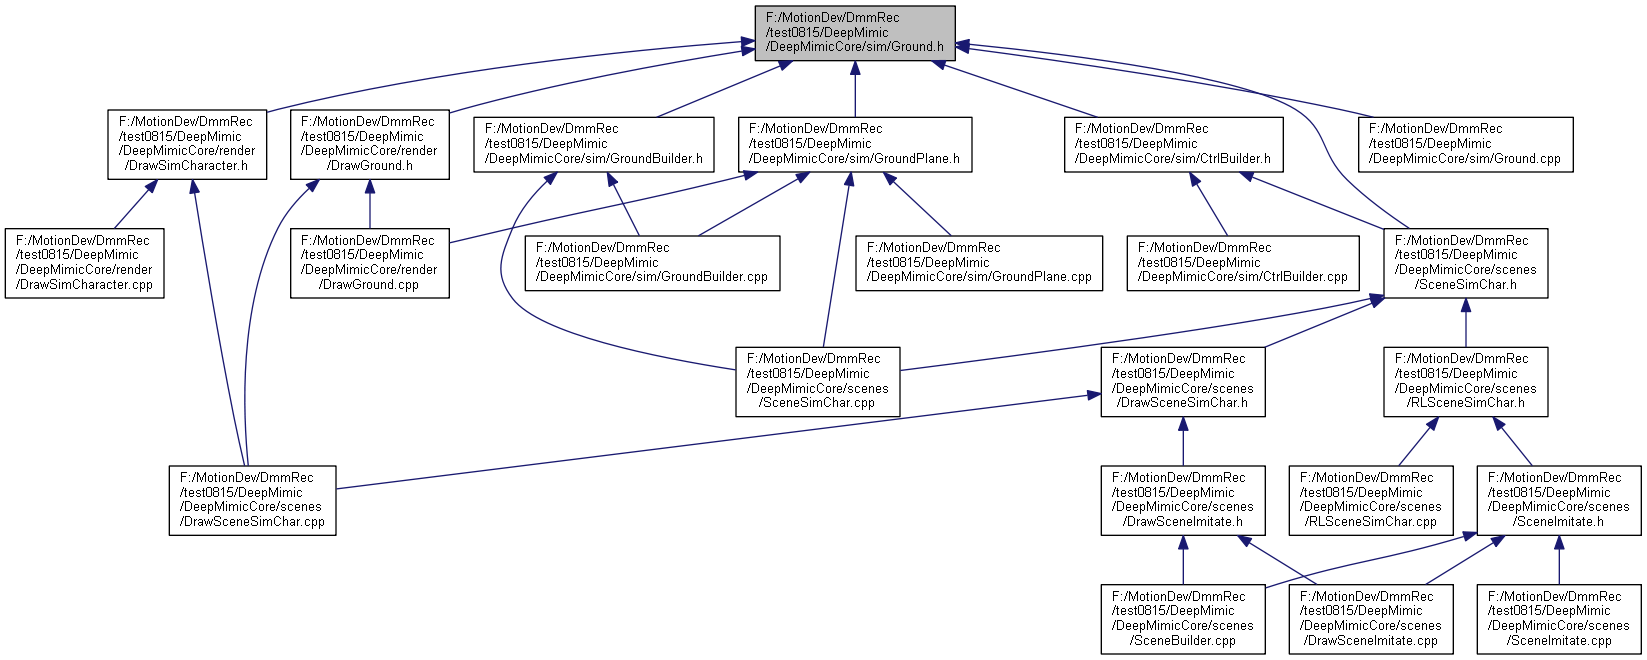 F:/MotionDev/DmmRec
/test0815/DeepMimic
/DeepMimicCore/sim/Ground.h
F:/MotionDev/DmmRec
/test0815/DeepMimic
/DeepMimicCore/render
/DrawSimCharacter.h
F:/MotionDev/DmmRec
/test0815/DeepMimic
/DeepMimicCore/render
/DrawGround.h
F:/MotionDev/DmmRec
/test0815/DeepMimic
/DeepMimicCore/sim/GroundBuilder.h
F:/MotionDev/DmmRec
/test0815/DeepMimic
/DeepMimicCore/sim/GroundPlane.h
F:/MotionDev/DmmRec
/test0815/DeepMimic
/DeepMimicCore/sim/CtrlBuilder.h
F:/MotionDev/DmmRec
/test0815/DeepMimic
/DeepMimicCore/sim/Ground.cpp
F:/MotionDev/DmmRec
/test0815/DeepMimic
/DeepMimicCore/render
/DrawSimCharacter.cpp
F:/MotionDev/DmmRec
/test0815/DeepMimic
/DeepMimicCore/render
/DrawGround.cpp
F:/MotionDev/DmmRec
/test0815/DeepMimic
/DeepMimicCore/sim/GroundBuilder.cpp
F:/MotionDev/DmmRec
/test0815/DeepMimic
/DeepMimicCore/sim/GroundPlane.cpp
F:/MotionDev/DmmRec
/test0815/DeepMimic
/DeepMimicCore/sim/CtrlBuilder.cpp
F:/MotionDev/DmmRec
/test0815/DeepMimic
/DeepMimicCore/scenes
/SceneSimChar.h
F:/MotionDev/DmmRec
/test0815/DeepMimic
/DeepMimicCore/scenes
/SceneSimChar.cpp
F:/MotionDev/DmmRec
/test0815/DeepMimic
/DeepMimicCore/scenes
/DrawSceneSimChar.h
F:/MotionDev/DmmRec
/test0815/DeepMimic
/DeepMimicCore/scenes
/RLSceneSimChar.h
F:/MotionDev/DmmRec
/test0815/DeepMimic
/DeepMimicCore/scenes
/DrawSceneSimChar.cpp
F:/MotionDev/DmmRec
/test0815/DeepMimic
/DeepMimicCore/scenes
/DrawSceneImitate.h
F:/MotionDev/DmmRec
/test0815/DeepMimic
/DeepMimicCore/scenes
/RLSceneSimChar.cpp
F:/MotionDev/DmmRec
/test0815/DeepMimic
/DeepMimicCore/scenes
/SceneImitate.h
F:/MotionDev/DmmRec
/test0815/DeepMimic
/DeepMimicCore/scenes
/SceneBuilder.cpp
F:/MotionDev/DmmRec
/test0815/DeepMimic
/DeepMimicCore/scenes
/DrawSceneImitate.cpp
F:/MotionDev/DmmRec
/test0815/DeepMimic
/DeepMimicCore/scenes
/SceneImitate.cpp